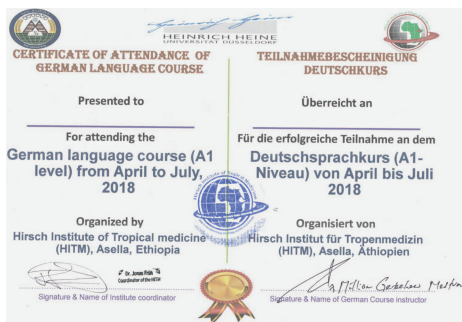 HEINRICH HEINE
UNIVERSITÄT DÜSSELDORF
CERTIFICATE OF ATTENDANCE OF
GERMAN LANGUAGE COURSE
Presented to
For attending the
German language course (A1
level) from April to July,
2018
Organized by
Hirsch Institute of Tropical medicine
(HITM), Asella, Ethiopia
Coordinator of the HITM
Signature & Name of Institute coordinator
TEILNAHMEBESCHEINIGUNG
DEUTSCHKURS
Überreicht an
Für die erfolgreiche Teilnahme an dem
Deutschsprachkurs (A1-
Niveau) von April bis Juli
2018
Organisiert von
Hirsch Institut für Tropenmedizin
(HITM), Asella, Äthiopien
Signature & Name of German Course instructor